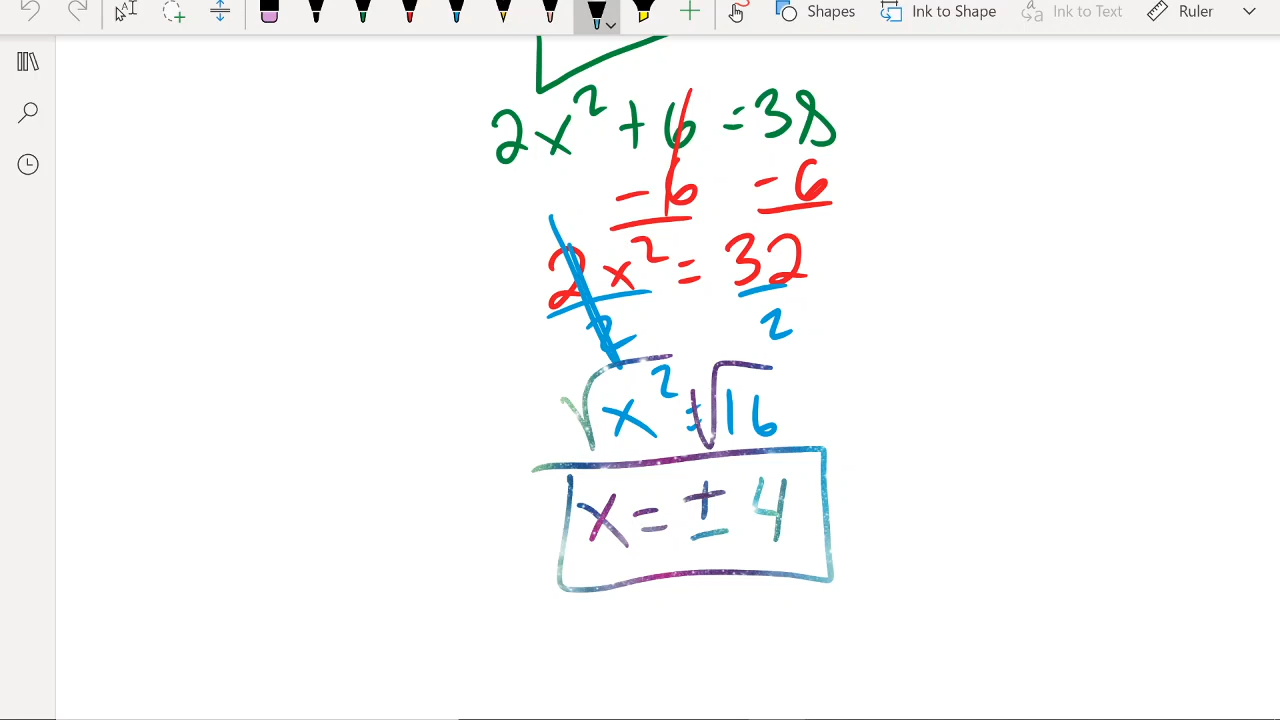 Shapes Ink to Shape Ink to Text Ruler
2x² + 6 = 38
- 6 - 6
2x² = 32
2 2
√x² = √16
x = ± 4